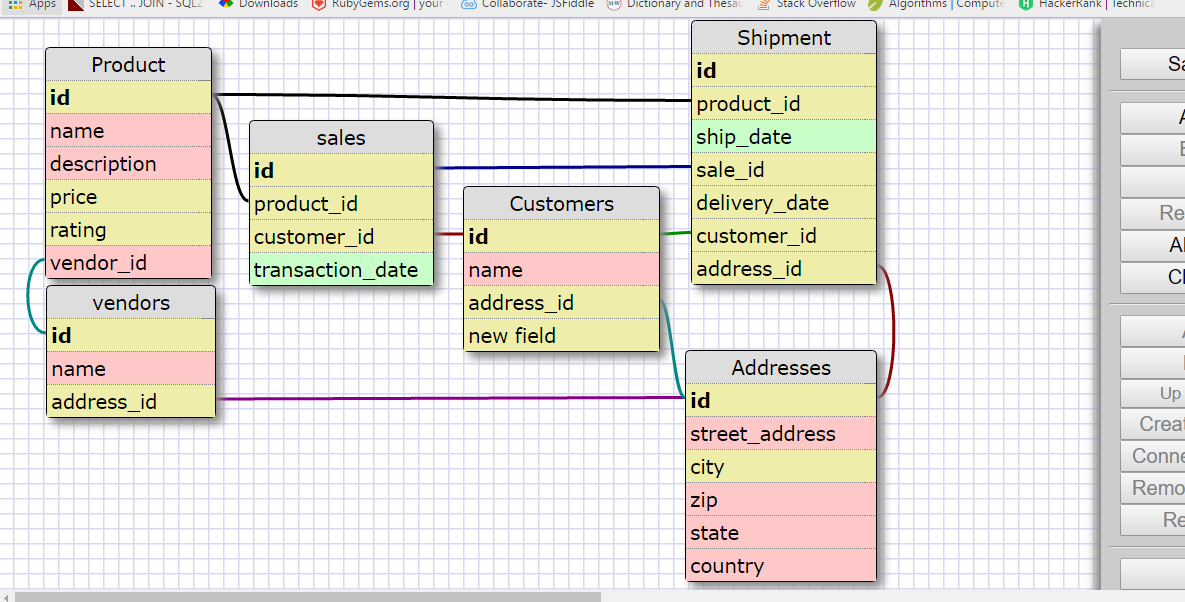 Apps SELECT .. JOIN - SQLZ Downloads RubyGems.org | your Collaborate- JSFiddle Dictionary and Thesau Stack Overflow Algorithms | Compute HackerRank | Technica
Product
id
name
description
price
rating
vendor_id
vendors
id
name
address_id
sales
id
product_id
customer_id
transaction_date
Customers
id
name
address_id
new field
Shipment
id
product_id
ship_date
sale_id
delivery_date
customer_id
address_id
Addresses
id
street_address
city
zip
state
country
Sa
Re
Al
Cl
Up
Creat
Conne
Remo
Re